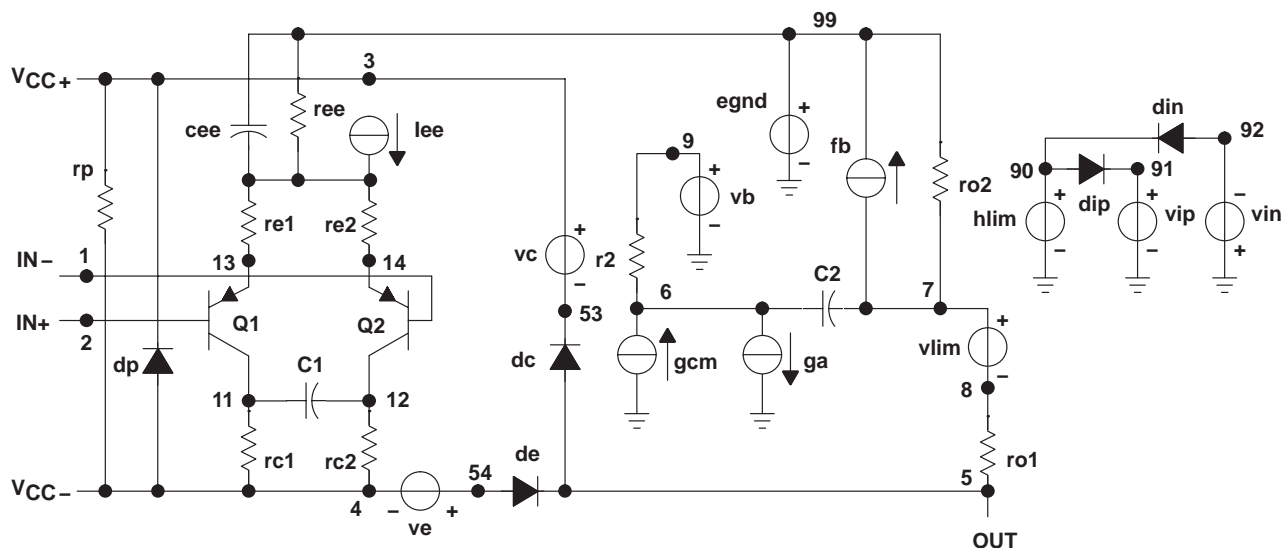 99
3
VCC+
ree
cee
Iee
egnd
+
-
fb
din
92
rp
9
+
vb
-
90
91
ro2
hlim
+
-
dip
+
vip
-
-
vin
+
re1
re2
vc
+
-
r2
IN-
1
13
14
C2
6
7
IN+
2
Q1
Q2
53
dp
C1
dc
gcm
ga
vlim
+
-
8
11
12
rc1
rc2
de
54
ro1
VCC-
4
-
+
5
ve
OUT